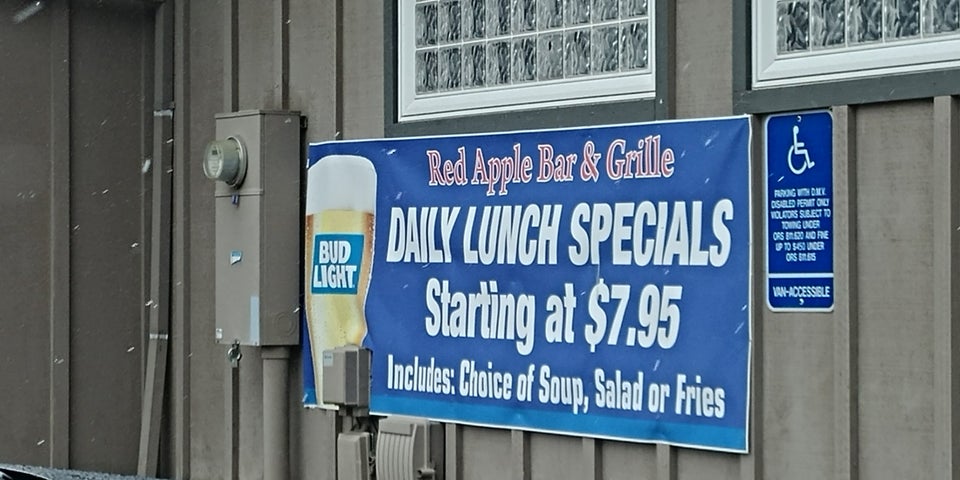 Red Apple Bar & Grille
DAILY LUNCH SPECIALS
Starting at $7.95
Includes: Choice of Soup, Salad or Fries
BUD
LIGHT
PARKING WITH D.M.V.
DISABLED PERMIT ONLY
VIOLATORS SUBJECT TO
TOWING UNDER
ORS 811.620 AND FINE
UP TO $450 UNDER
ORS 811.615
VAN-ACCESSIBLE